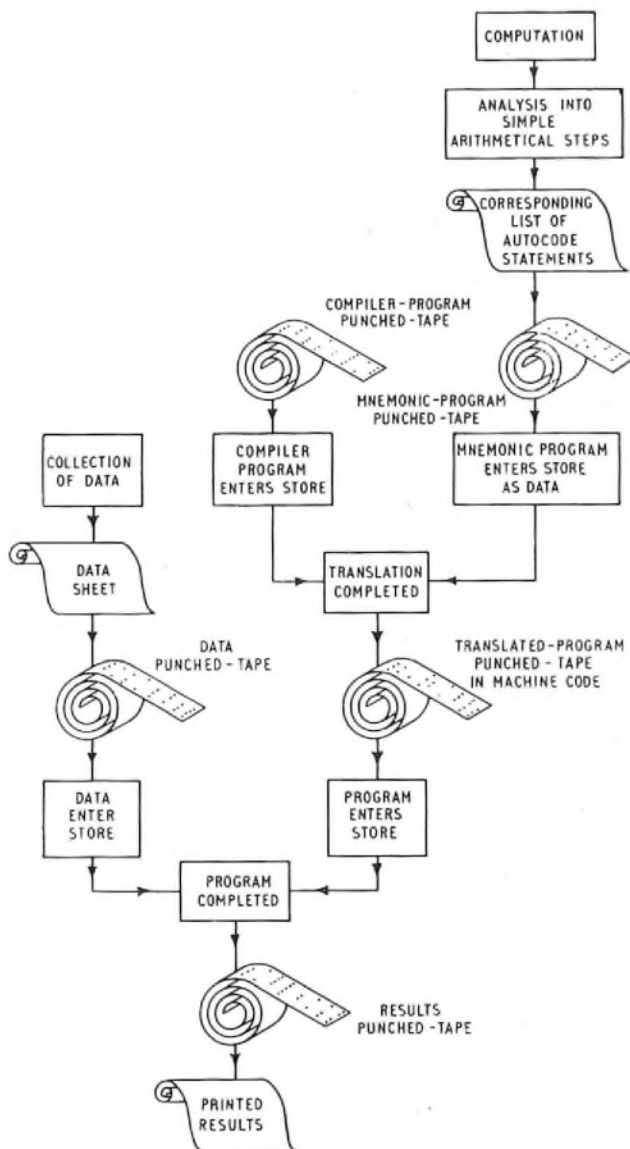 COMPUTATION
ANALYSIS INTO
SIMPLE
ARITHMETICAL STEPS
CORRESPONDING
LIST OF
AUTOCODE
STATEMENTS
COMPILER-PROGRAM
PUNCHED-TAPE
MNEMONIC-PROGRAM
PUNCHED-TAPE
COLLECTION
OF DATA
COMPILER
PROGRAM
ENTERS STORE
MNEMONIC PROGRAM
ENTERS STORE
AS DATA
DATA
SHEET
TRANSLATION
COMPLETED
DATA
PUNCHED-TAPE
TRANSLATED-PROGRAM
PUNCHED-TAPE
IN MACHINE CODE
DATA
ENTER
STORE
PROGRAM
ENTERS
STORE
PROGRAM
COMPLETED
RESULTS
PUNCHED-TAPE
PRINTED
RESULTS